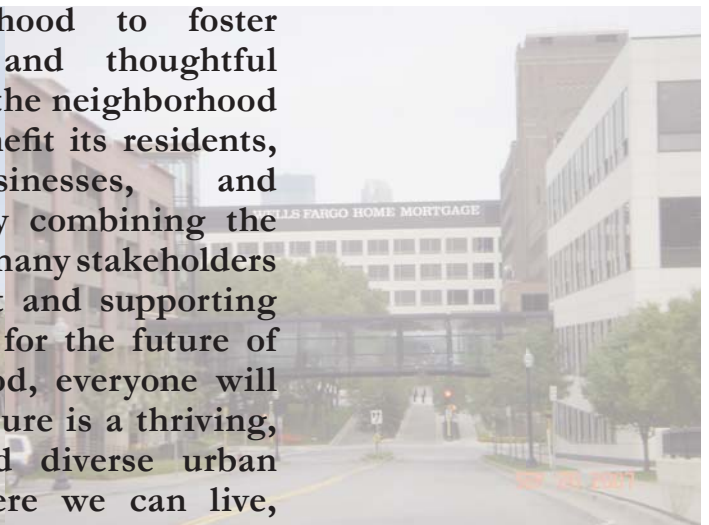 hood to foster
and thoughtful
the neighborhood
nefit its residents,
sinesses, and
y combining the
many stakeholders
t and supporting
for the future of
od, everyone will
ure is a thriving,
d diverse urban
ere we can live,
WELLS FARGO HOME MORTGAGE